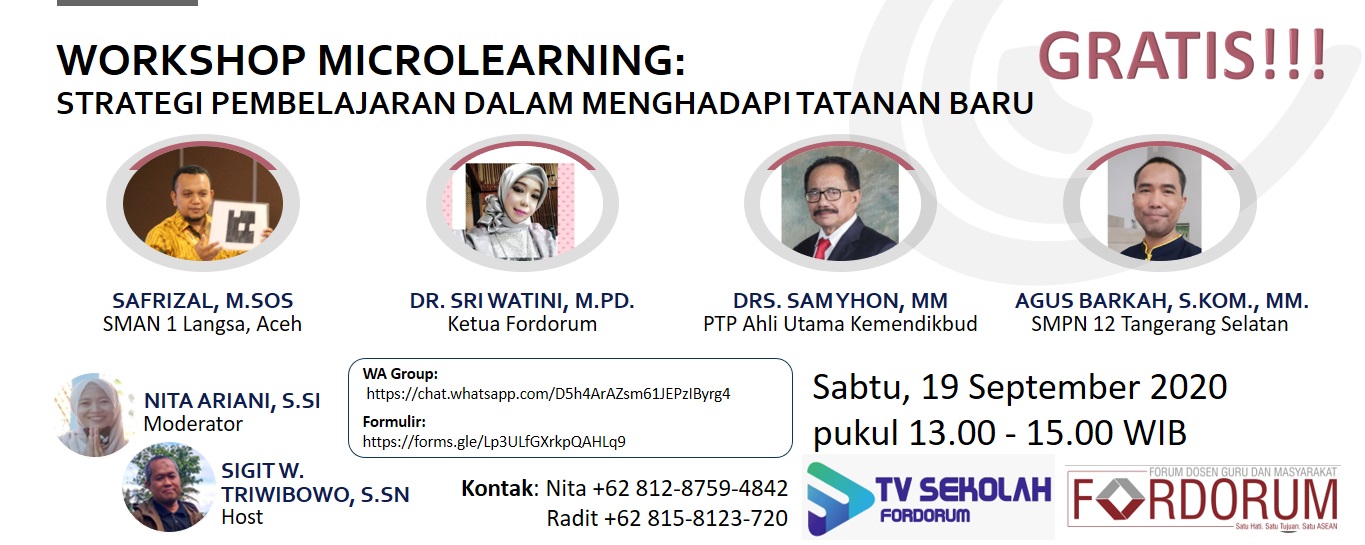 WORKSHOP MICROLEARNING:
GRATIS!!!
STRATEGI PEMBELAJARAN DALAM MENGHADAPI TATANAN BARU
SAFRIZAL, M.SOS
SMAN 1 Langsa, Aceh
DR. SRI WATINI, M.PD.
Ketua Fordorum
DRS. SAM YHON, MM
PTP Ahli Utama Kemendikbud
AGUS BARKAH, S.KOM., MM.
SMPN 12 Tangerang Selatan
NITA ARIANI, S.SI
Moderator
SIGIT W.
TRIWIBOWO, S.SN
Host
WA Group:
https://chat.whatsapp.com/D5h4ArAZsm61JEPzIByrg4
Formulir:
https://forms.gle/Lp3ULfGXrkpQAHLq9
Kontak: Nita +62 812-8759-4842
Radit +62 815-8123-720
Sabtu, 19 September 2020
pukul 13.00 - 15.00 WIB
TV SEKOLAH
FORDORUM
FORUM DOSEN GURU DAN MASYARAKAT
FORDORUM
Satu Hati. Satu Tujuan. Satu ASEAN